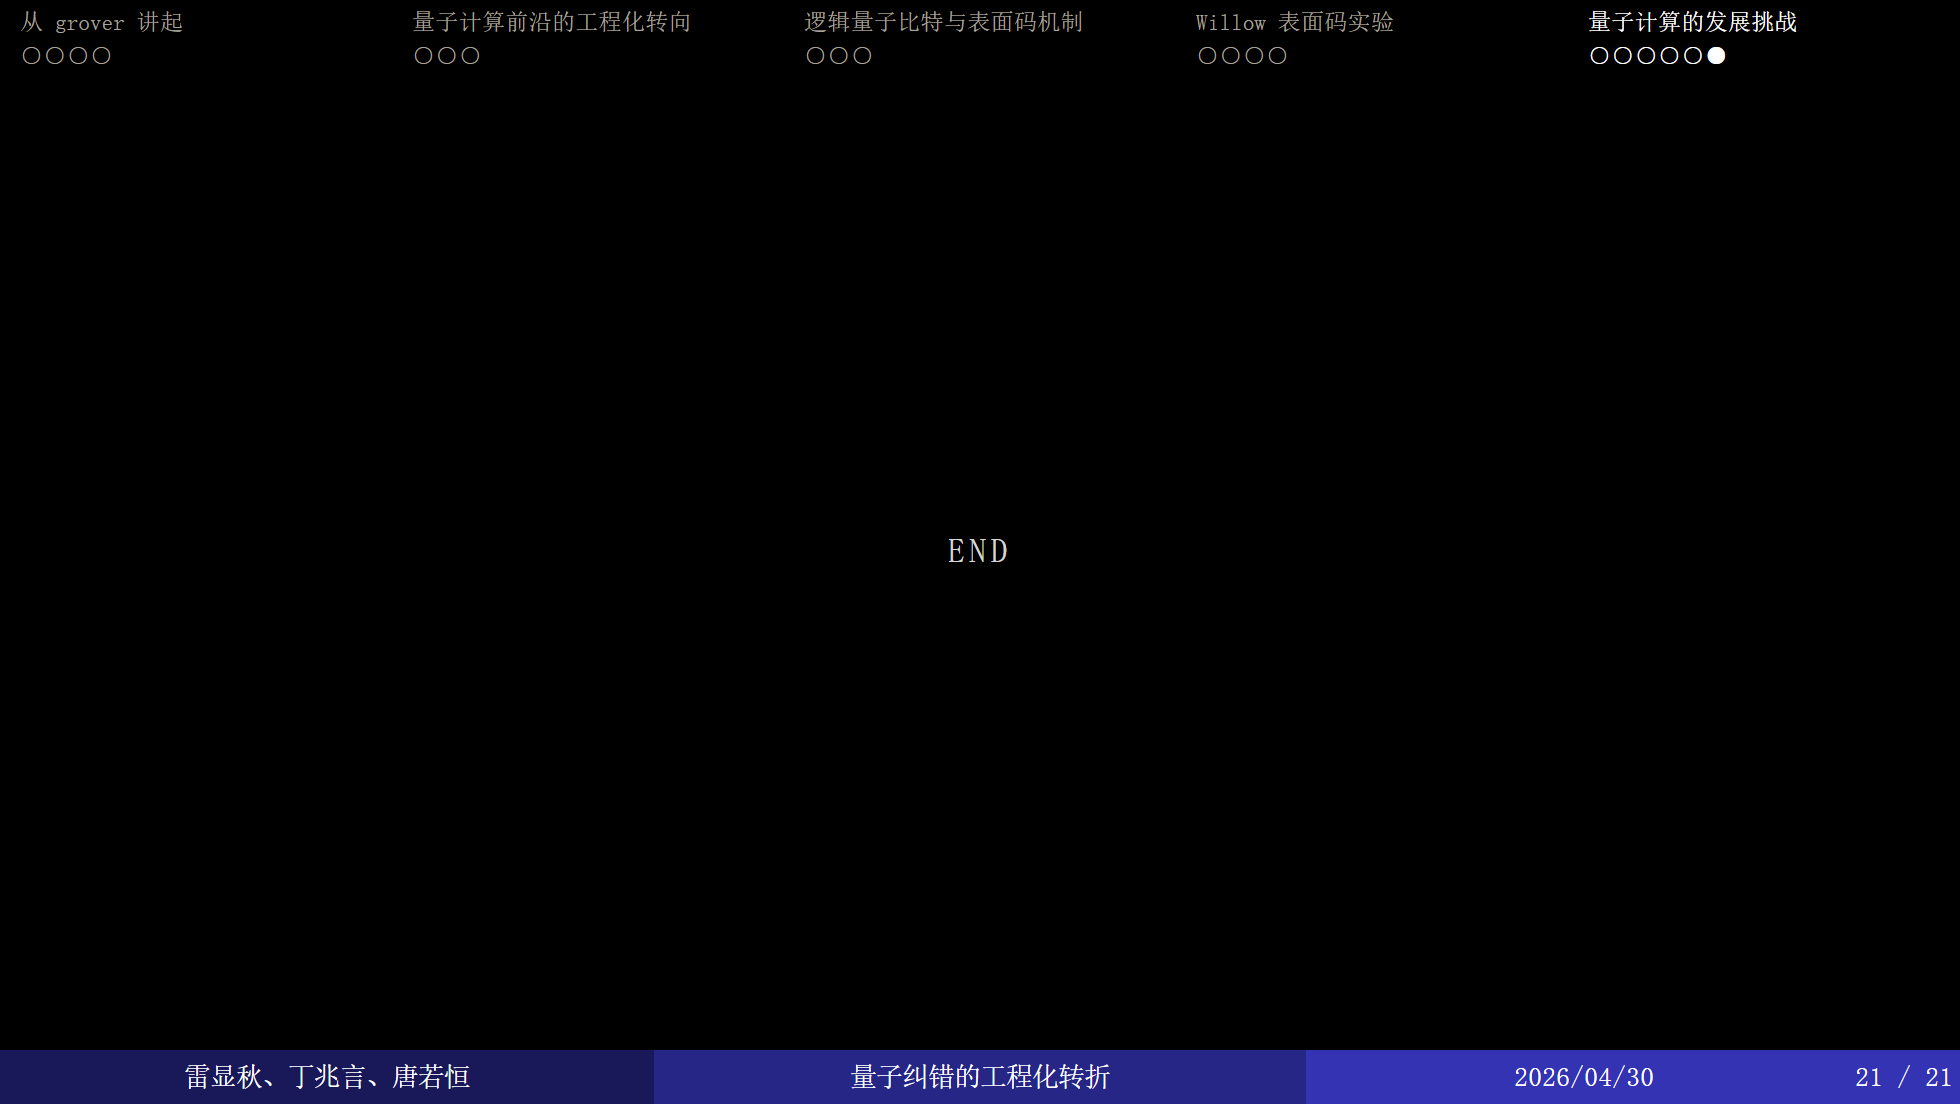 从 grover 讲起
量子计算前沿的工程化转向
逻辑量子比特与表面码机制
Willow 表面码实验
量子计算的发展挑战
END
雷显秋、丁兆言、唐若恒
量子纠错的工程化转折
2026/04/30
21 / 21